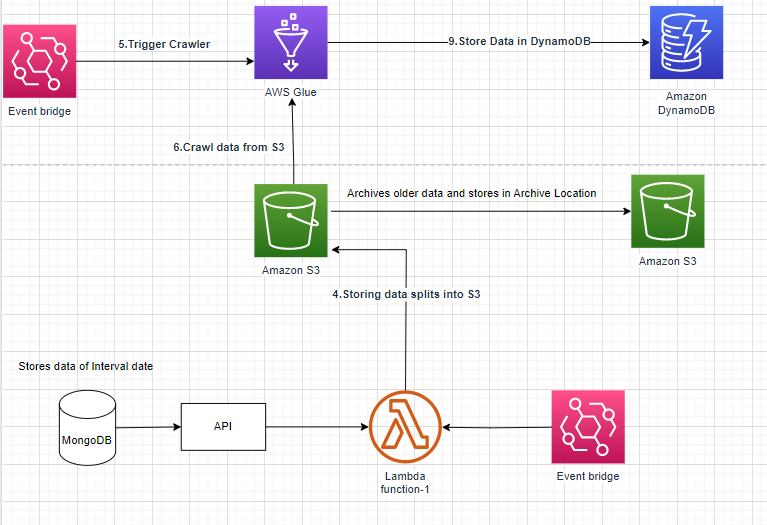 5.Trigger Crawler
9.Store Data in DynamoDB
Event bridge
AWS Glue
Amazon
DynamoDB
6.Crawl data from S3
Archives older data and stores in Archive Location
Amazon S3
Amazon S3
4.Storing data splits into S3
Stores data of Interval date
MongoDB
API
Lambda
function-1
Event bridge